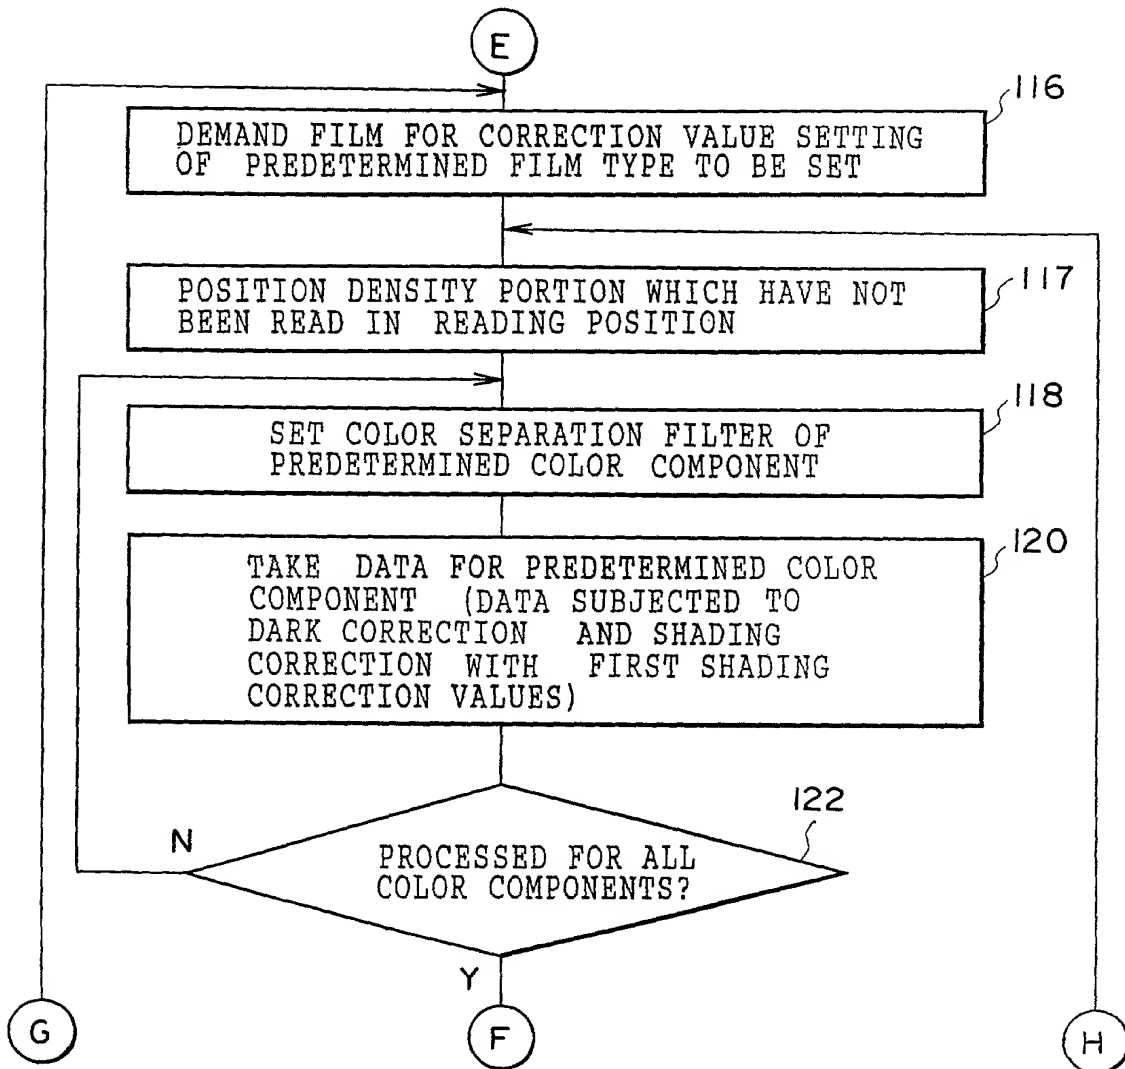 E
116
DEMAND FILM FOR CORRECTION VALUE SETTING
OF PREDETERMINED FILM TYPE TO BE SET
117
POSITION DENSITY PORTION WHICH HAVE NOT
BEEN READ IN READING POSITION
118
SET COLOR SEPARATION FILTER OF
PREDETERMINED COLOR COMPONENT
120
TAKE DATA FOR PREDETERMINED COLOR
COMPONENT (DATA SUBJECTED TO
DARK CORRECTION AND SHADING
CORRECTION WITH FIRST SHADING
CORRECTION VALUES)
122
N
PROCESSED FOR ALL
COLOR COMPONENTS?
Y
G
F
H